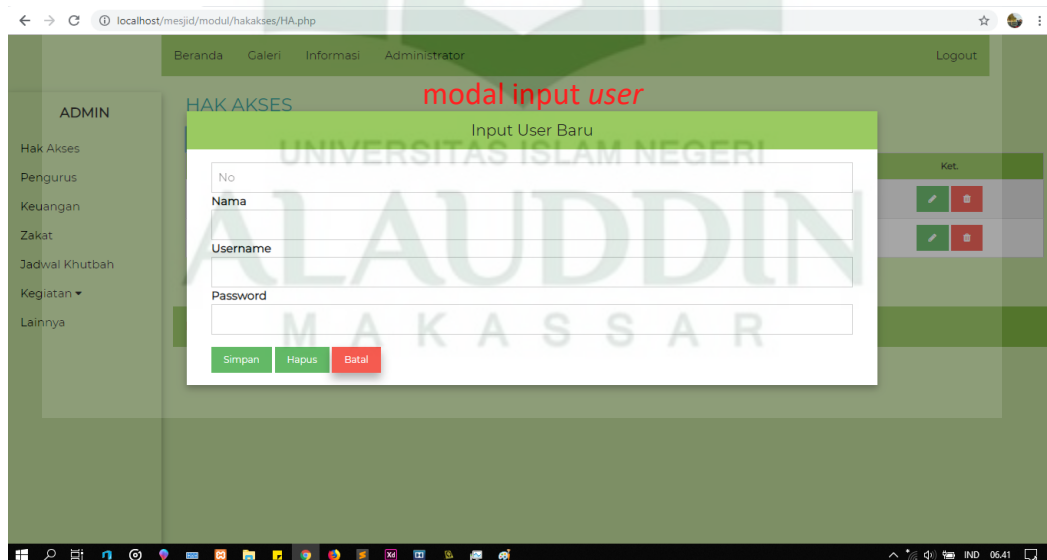 localhost/mesjid/modul/hakakses/HA.php
Beranda Galeri Informasi Administrator Logout
modal input user
ADMIN
HAK AKSES
Input User Baru
UNIVERSITAS ISLAM NEGERI
Hak Akses
Pengurus
Keuangan
Zakat
Jadwal Khutbah
Kegiatan
Lainnya
Ket.
No
Nama
ALAUDDIN
Username
Password
MAKASSAR
Simpan Hapus Batal
IND 06.41